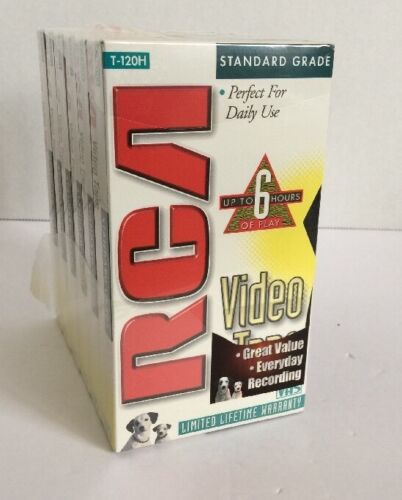 T-120H
STANDARD GRADE
• Perfect For
Daily Use
RCA
UP TO 6 HOURS
OF PLAY
Video
• Great Value
• Everyday
Recording
VHS
LIMITED LIFETIME WARRANTY